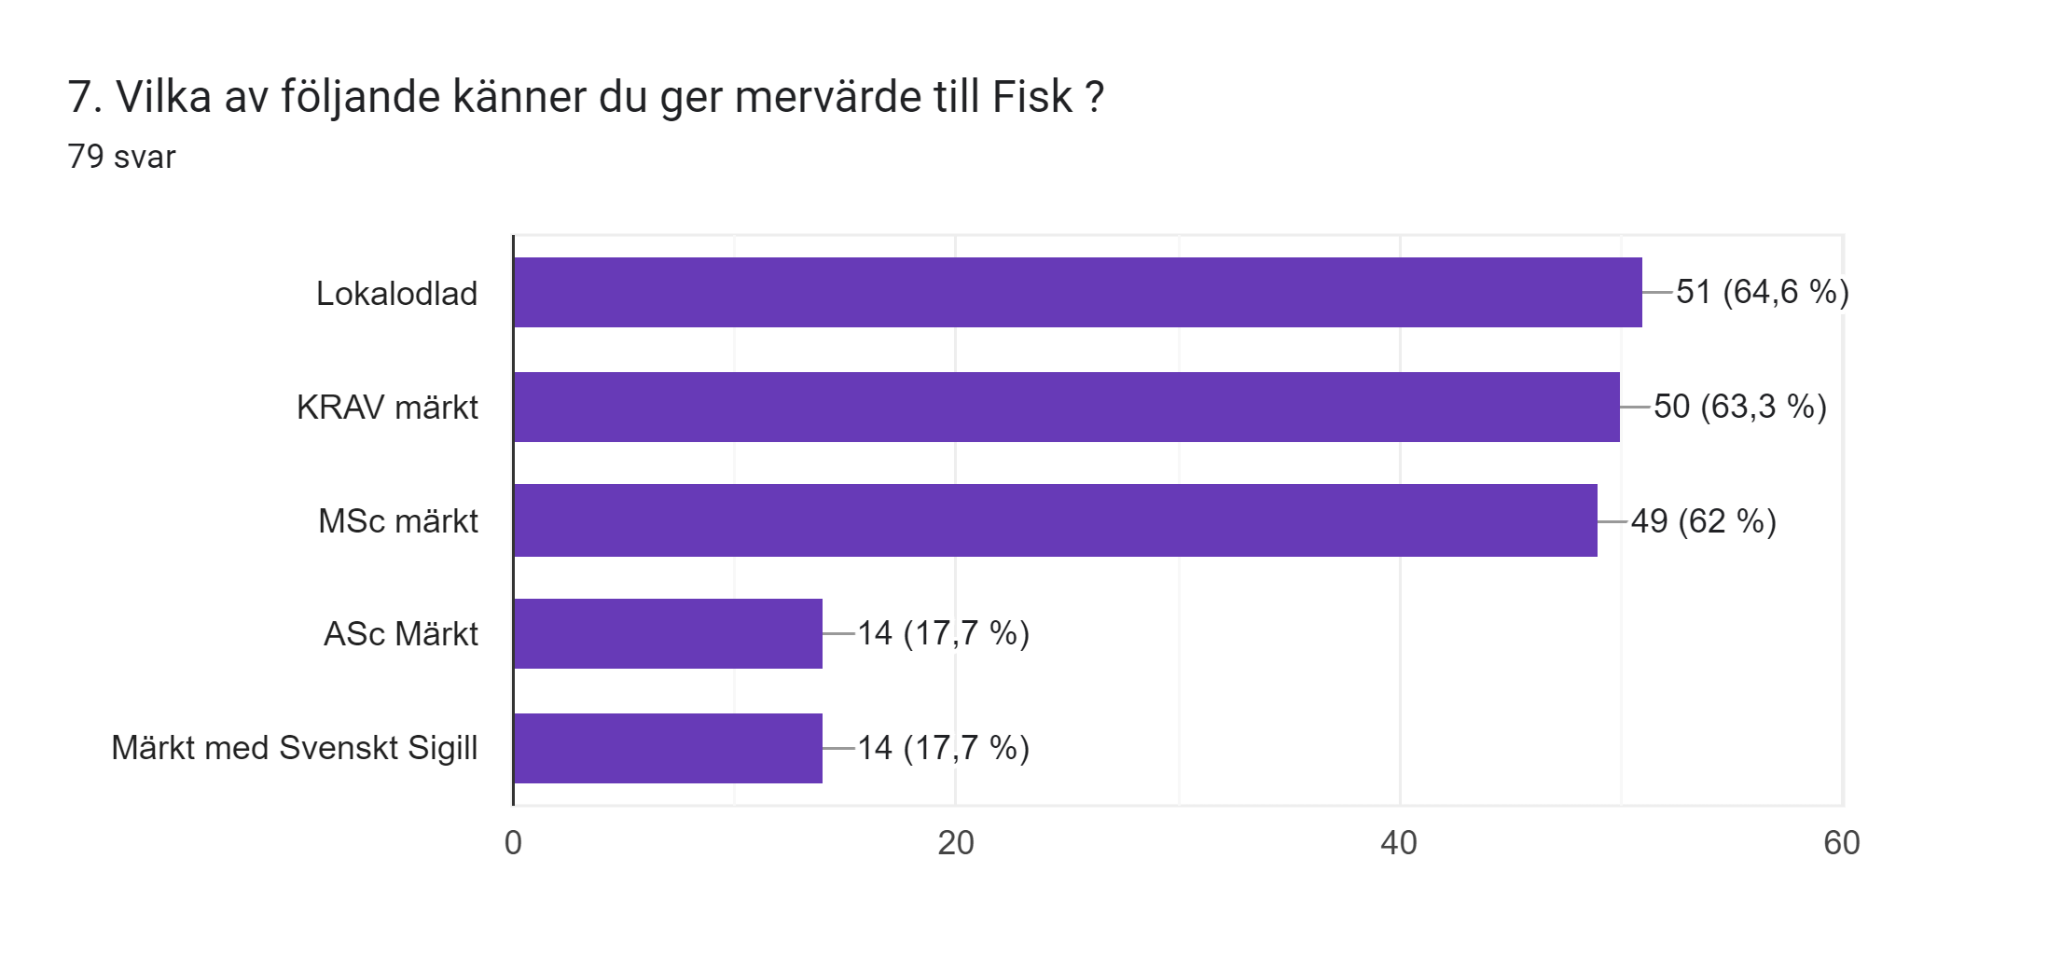 7. Vilka av följande känner du ger mervärde till Fisk ?
79 svar
Lokalodlad
51 (64,6 %)
KRAV märkt
50 (63,3 %)
MSc märkt
49 (62 %)
ASc Märkt
14 (17,7 %)
Märkt med Svenskt Sigill
14 (17,7 %)
0 20 40 60